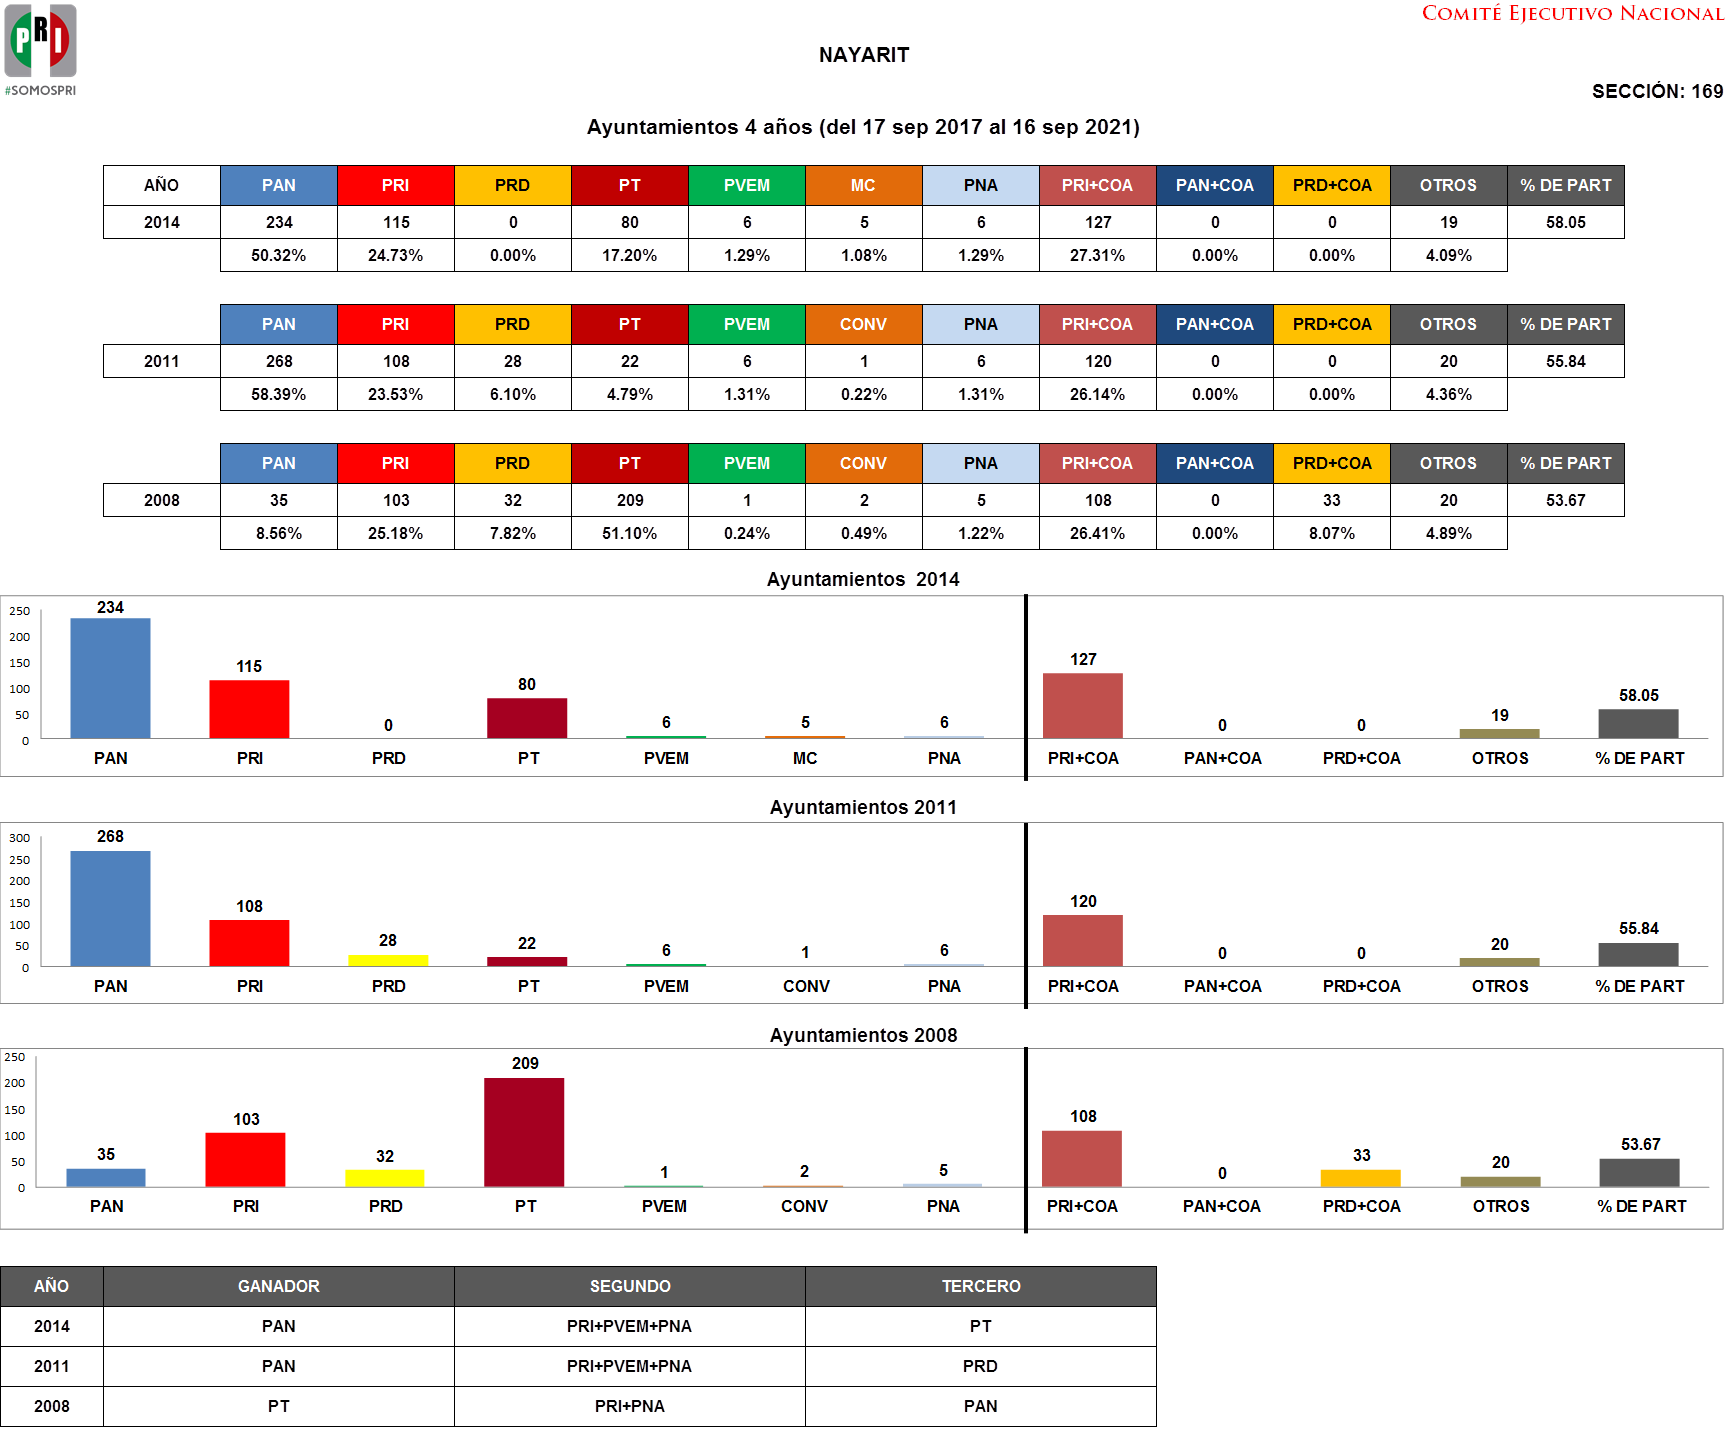 PRI
#SOMOSPRI
COMITÉ EJECUTIVO NACIONAL
NAYARIT
SECCIÓN: 169
Ayuntamientos 4 años (del 17 sep 2017 al 16 sep 2021)
AÑO PAN PRI PRD PT PVEM MC PNA PRI+COA PAN+COA PRD+COA OTROS % DE PART
2014 234 115 0 80 6 5 6 127 0 0 19 58.05
50.32% 24.73% 0.00% 17.20% 1.29% 1.08% 1.29% 27.31% 0.00% 0.00% 4.09%
PAN PRI PRD PT PVEM CONV PNA PRI+COA PAN+COA PRD+COA OTROS % DE PART
2011 268 108 28 22 6 1 6 120 0 0 20 55.84
58.39% 23.53% 6.10% 4.79% 1.31% 0.22% 1.31% 26.14% 0.00% 0.00% 4.36%
PAN PRI PRD PT PVEM CONV PNA PRI+COA PAN+COA PRD+COA OTROS % DE PART
2008 35 103 32 209 1 2 5 108 0 33 20 53.67
8.56% 25.18% 7.82% 51.10% 0.24% 0.49% 1.22% 26.41% 0.00% 8.07% 4.89%
Ayuntamientos 2014
250
200
150
100
50
0
234 115 0 80 6 5 6 127 0 0 19 58.05
PAN PRI PRD PT PVEM MC PNA PRI+COA PAN+COA PRD+COA OTROS % DE PART
Ayuntamientos 2011
300
250
200
150
100
50
0
268 108 28 22 6 1 6 120 0 0 20 55.84
PAN PRI PRD PT PVEM CONV PNA PRI+COA PAN+COA PRD+COA OTROS % DE PART
Ayuntamientos 2008
250
200
150
100
50
0
35 103 32 209 1 2 5 108 0 33 20 53.67
PAN PRI PRD PT PVEM CONV PNA PRI+COA PAN+COA PRD+COA OTROS % DE PART
AÑO GANADOR SEGUNDO TERCERO
2014 PAN PRI+PVEM+PNA PT
2011 PAN PRI+PVEM+PNA PRD
2008 PT PRI+PNA PAN